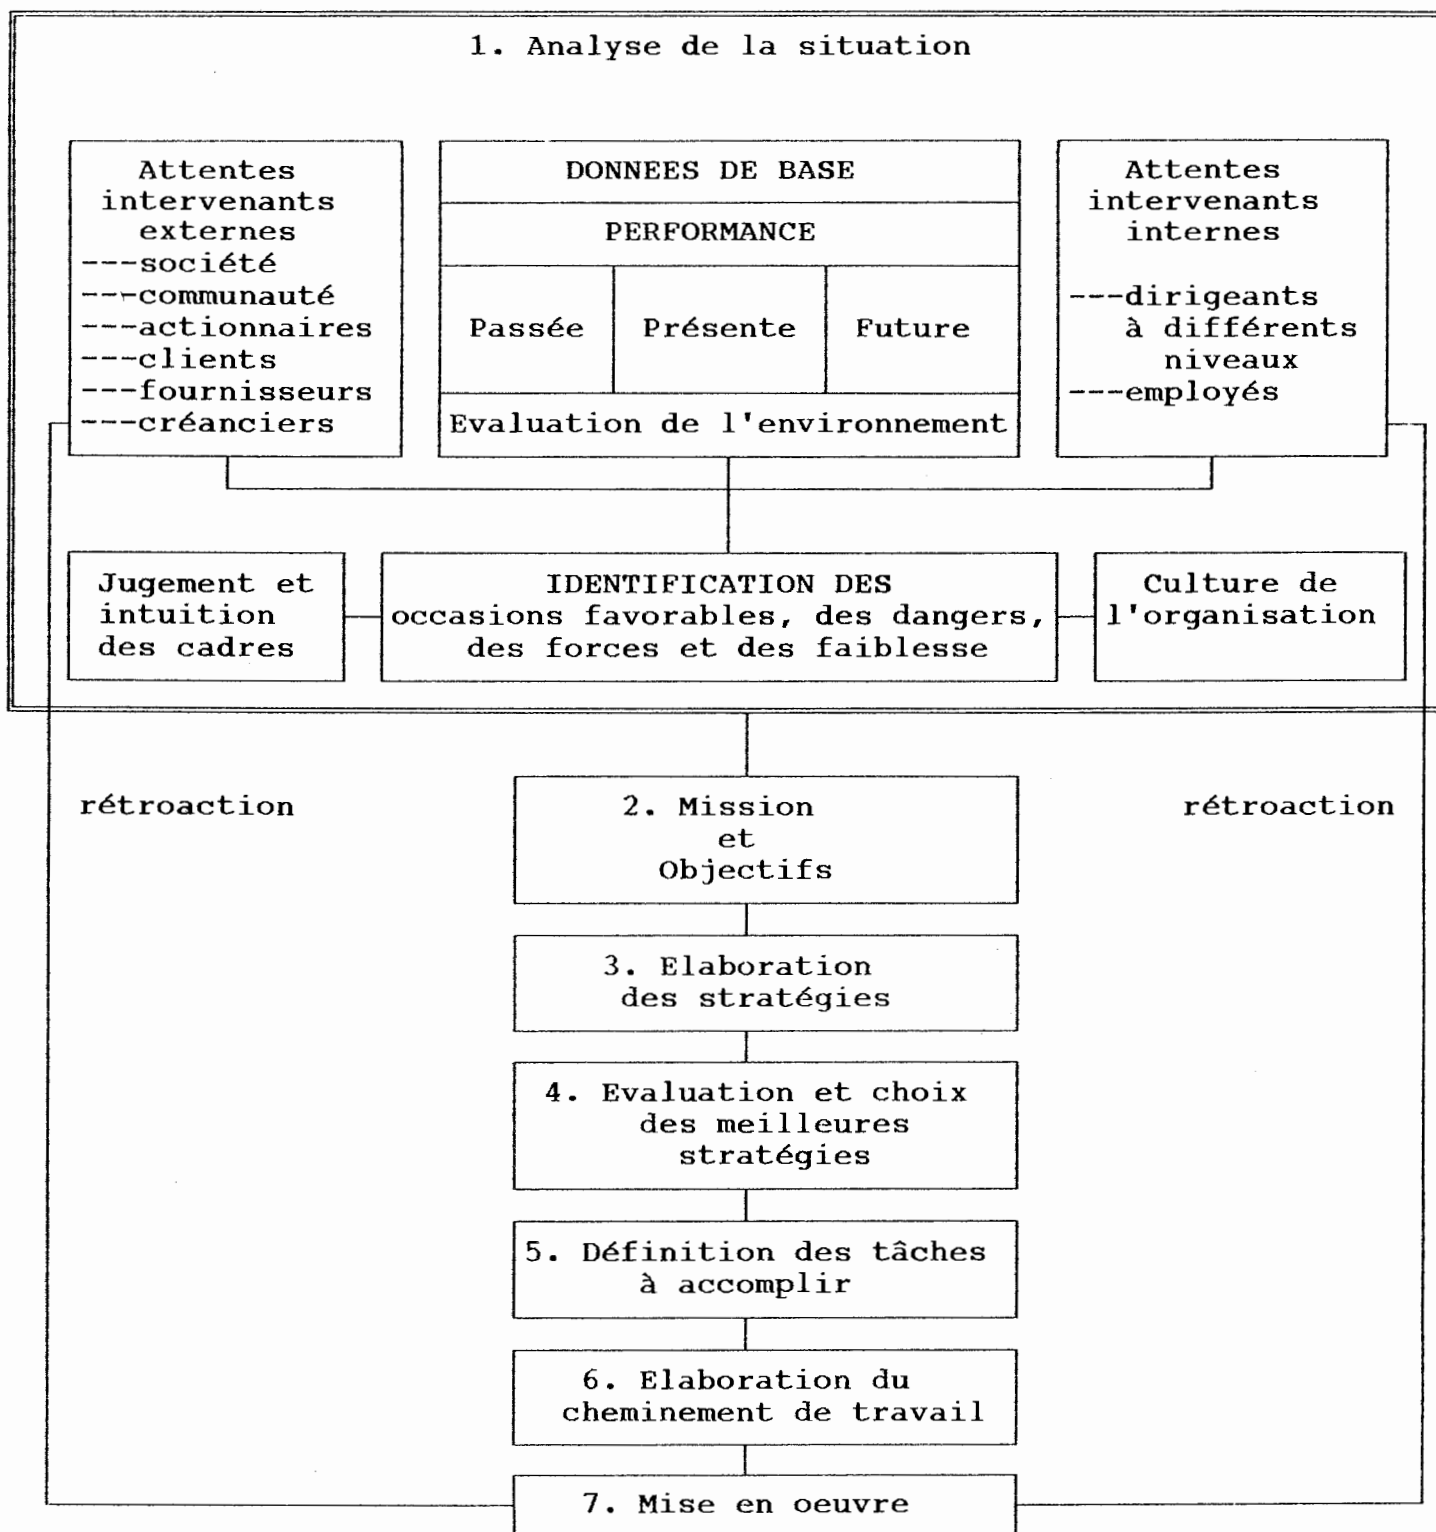 1. Analyse de la situation
Attentes
intervenants
externes
---société
---communauté
---actionnaires
---clients
---fournisseurs
---créanciers
DONNEES DE BASE
PERFORMANCE
Passée
Présente
Future
Evaluation de l'environnement
Attentes
intervenants
internes
---dirigeants
à différents
niveaux
---employés
Jugement et
intuition
des cadres
IDENTIFICATION DES
occasions favorables, des dangers,
des forces et des faiblesse
Culture de
l'organisation
rétroaction
rétroaction
2. Mission
et
Objectifs
3. Elaboration
des stratégies
4. Evaluation et choix
des meilleures
stratégies
5. Définition des tâches
à accomplir
6. Elaboration du
cheminement de travail
7. Mise en oeuvre